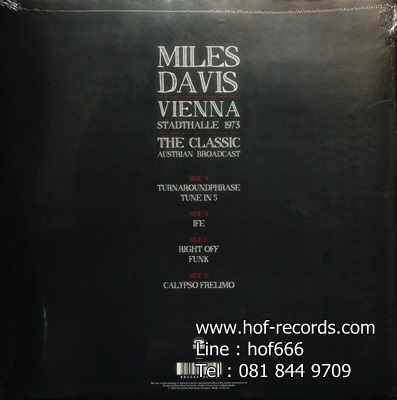 MILES
DAVIS
VIENNA
STADTHALLE 1973
THE CLASSIC
AUSTRIAN BROADCAST
SIDE A
TURNAROUNDPHRASE
TUNE IN 5
SIDE B
IFE
SIDE C
RIGHT OFF
FUNK
SIDE D
CALYPSO FRELIMO
www.hof-records.com
Line : hof666
Tel : 081 844 9709